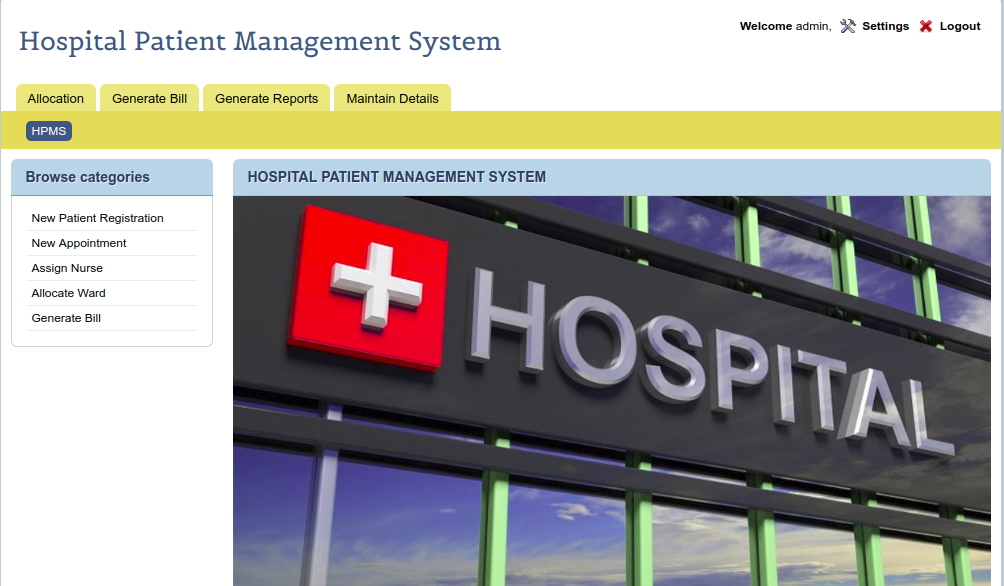 Welcome admin, Settings Logout
Hospital Patient Management System
Allocation Generate Bill Generate Reports Maintain Details
HPMS
Browse categories
New Patient Registration
New Appointment
Assign Nurse
Allocate Ward
Generate Bill
HOSPITAL PATIENT MANAGEMENT SYSTEM
HOSPITAL